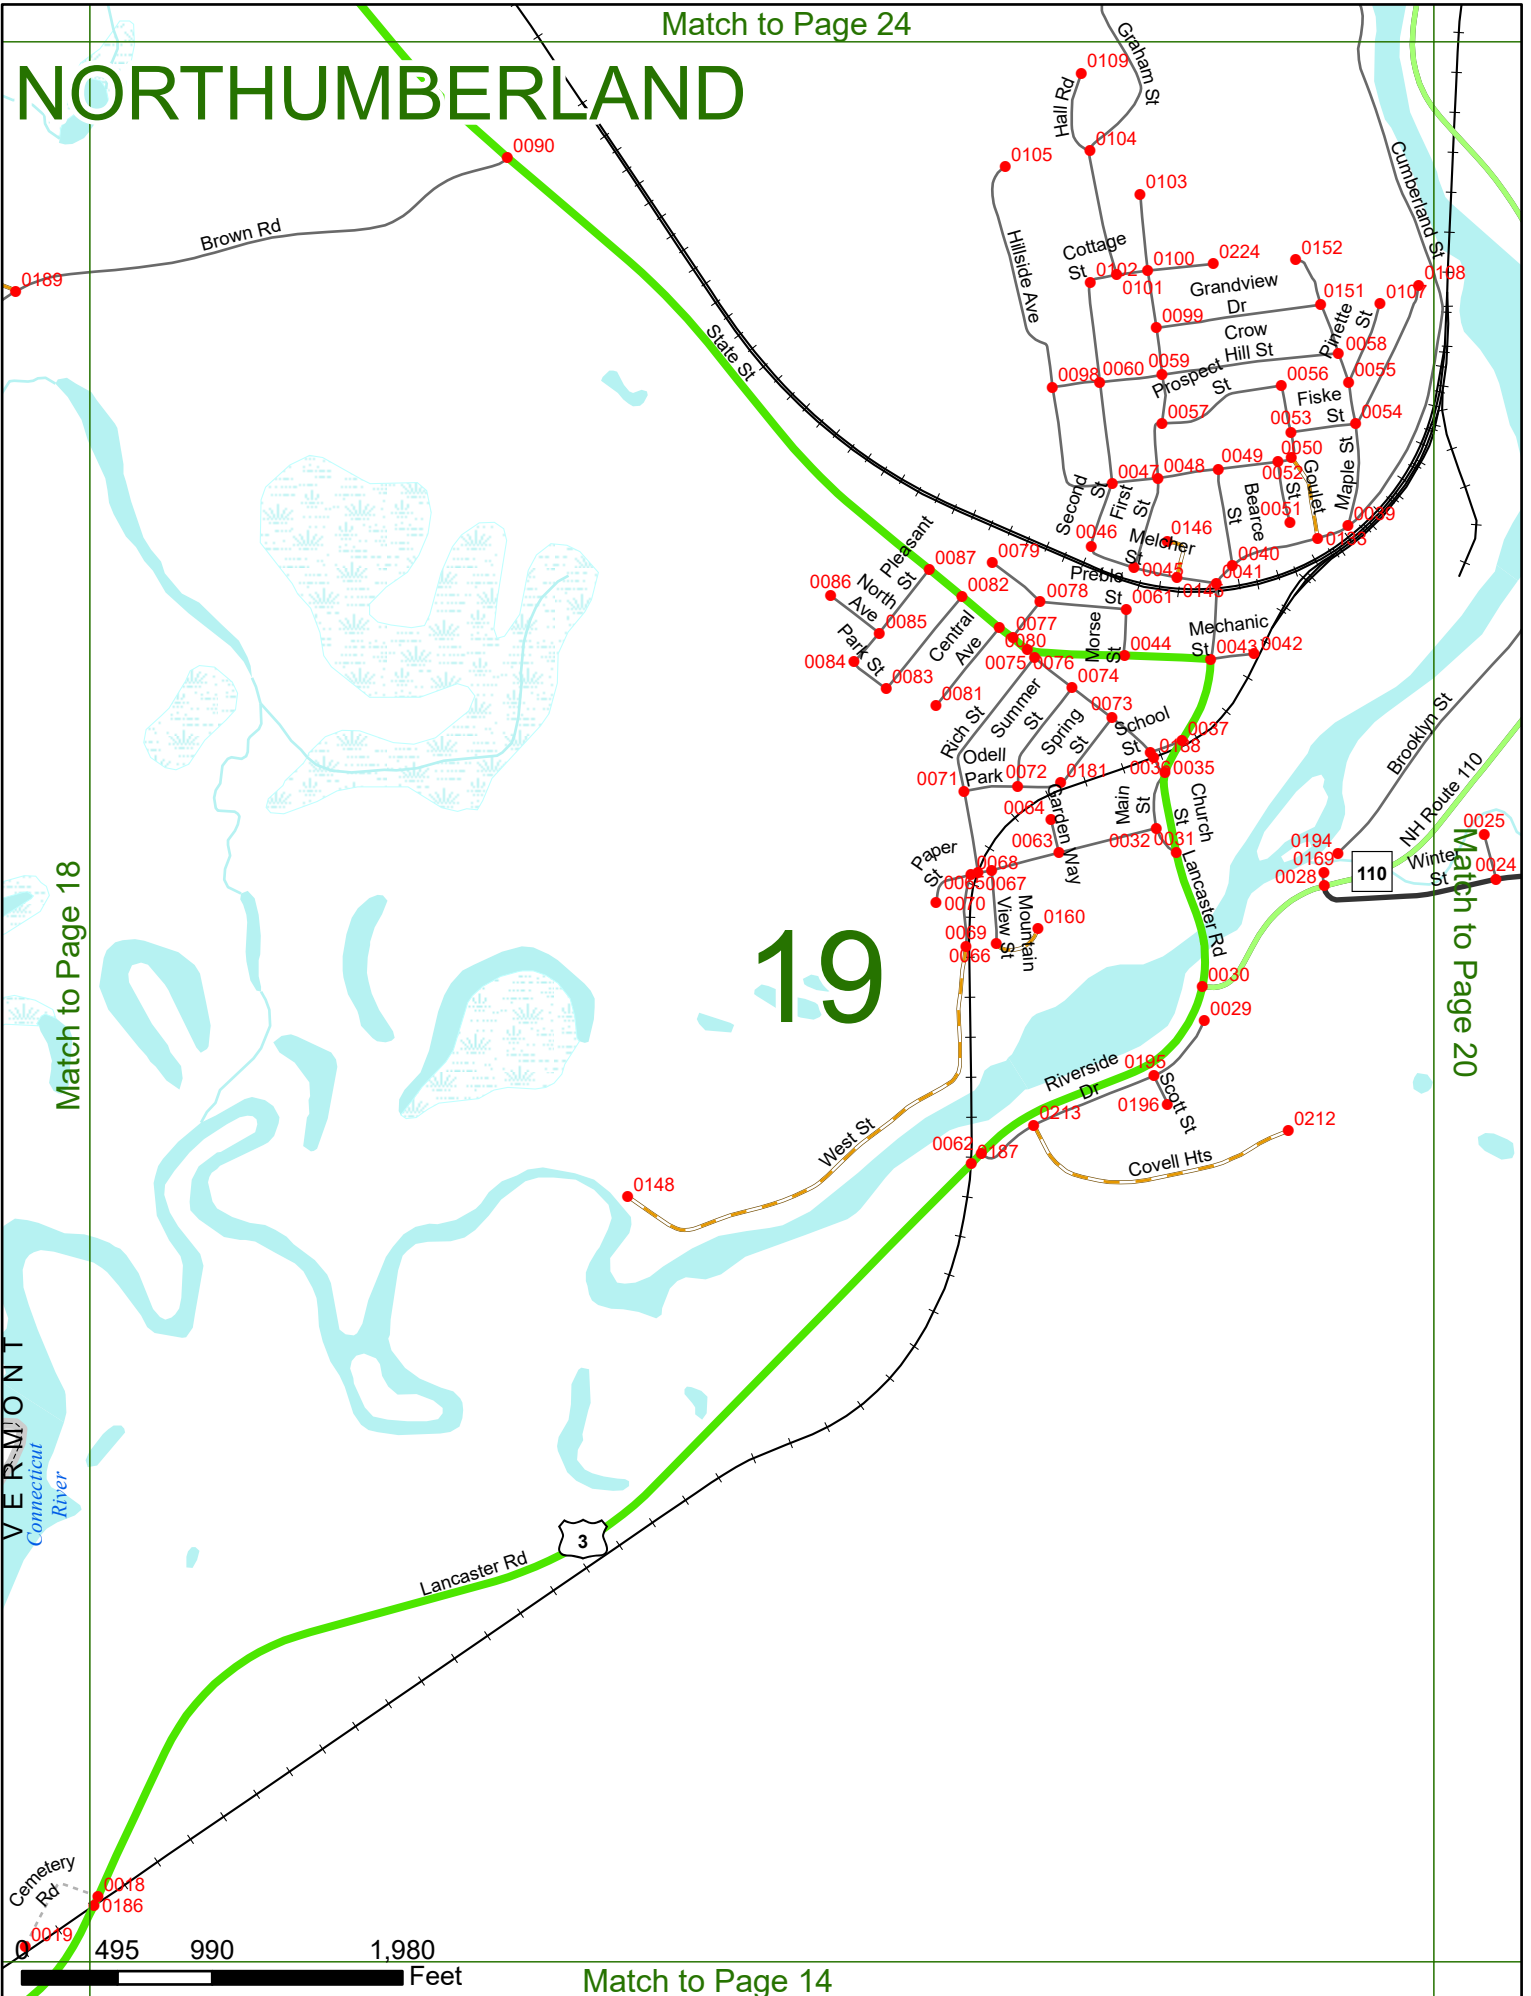 Match to Page 24
NORTHUMBERLAND
Graham St
0109
Hall Rd
0104
0090
0105
0103
Cumberland St
Brown Rd
Hillside Ave
Cottage
St
0102
0100
0224
0152
0101
Grandview
Dr
0189
0108
0151
0107
Pinette
St
0099
Crow
Hill St
State St
0058
0098
0060
0059
Prospect
St
0056
0055
Fiske
St
0057
0053
0054
0050
0047
0048
0049
0052
Second
St
First
St
Bearce
St
Goulet
St
Maple St
0051
0039
0046
0146
Melcher
St
0040
Pleasant
St
0087
0079
0045
0041
Preble
St
0086
North
Ave
0082
0078
0061
0085
Central
Ave
0077
Morse
St
Mechanic
St
0080
0044
0043
0042
Park St
0084
0083
0075
0076
0074
0081
Rich St
Summer
St
Spring
St
0073
School
St
0037
0188
Brooklyn St
Odell
Park
0071
0072
0181
0035
NH Route 110
0064
Garden Way
Main
St
Church
St
0025
0063
0032
0031
0194
0169
0028
110
Winter
St
0024
Paper
St
0068
0067
Lancaster Rd
Match to Page 18
0070
View St
Mountain
0160
0069
0066
19
0030
Match to Page 20
0029
Riverside
Dr
0195
Scott St
0196
0213
0212
West St
0062
0187
Covell Hts
0148
VERMONT
Connecticut
River
3
Lancaster Rd
Cemetery
Rd
0018
0186
0019
0 495 990 1,980
Feet
Match to Page 14